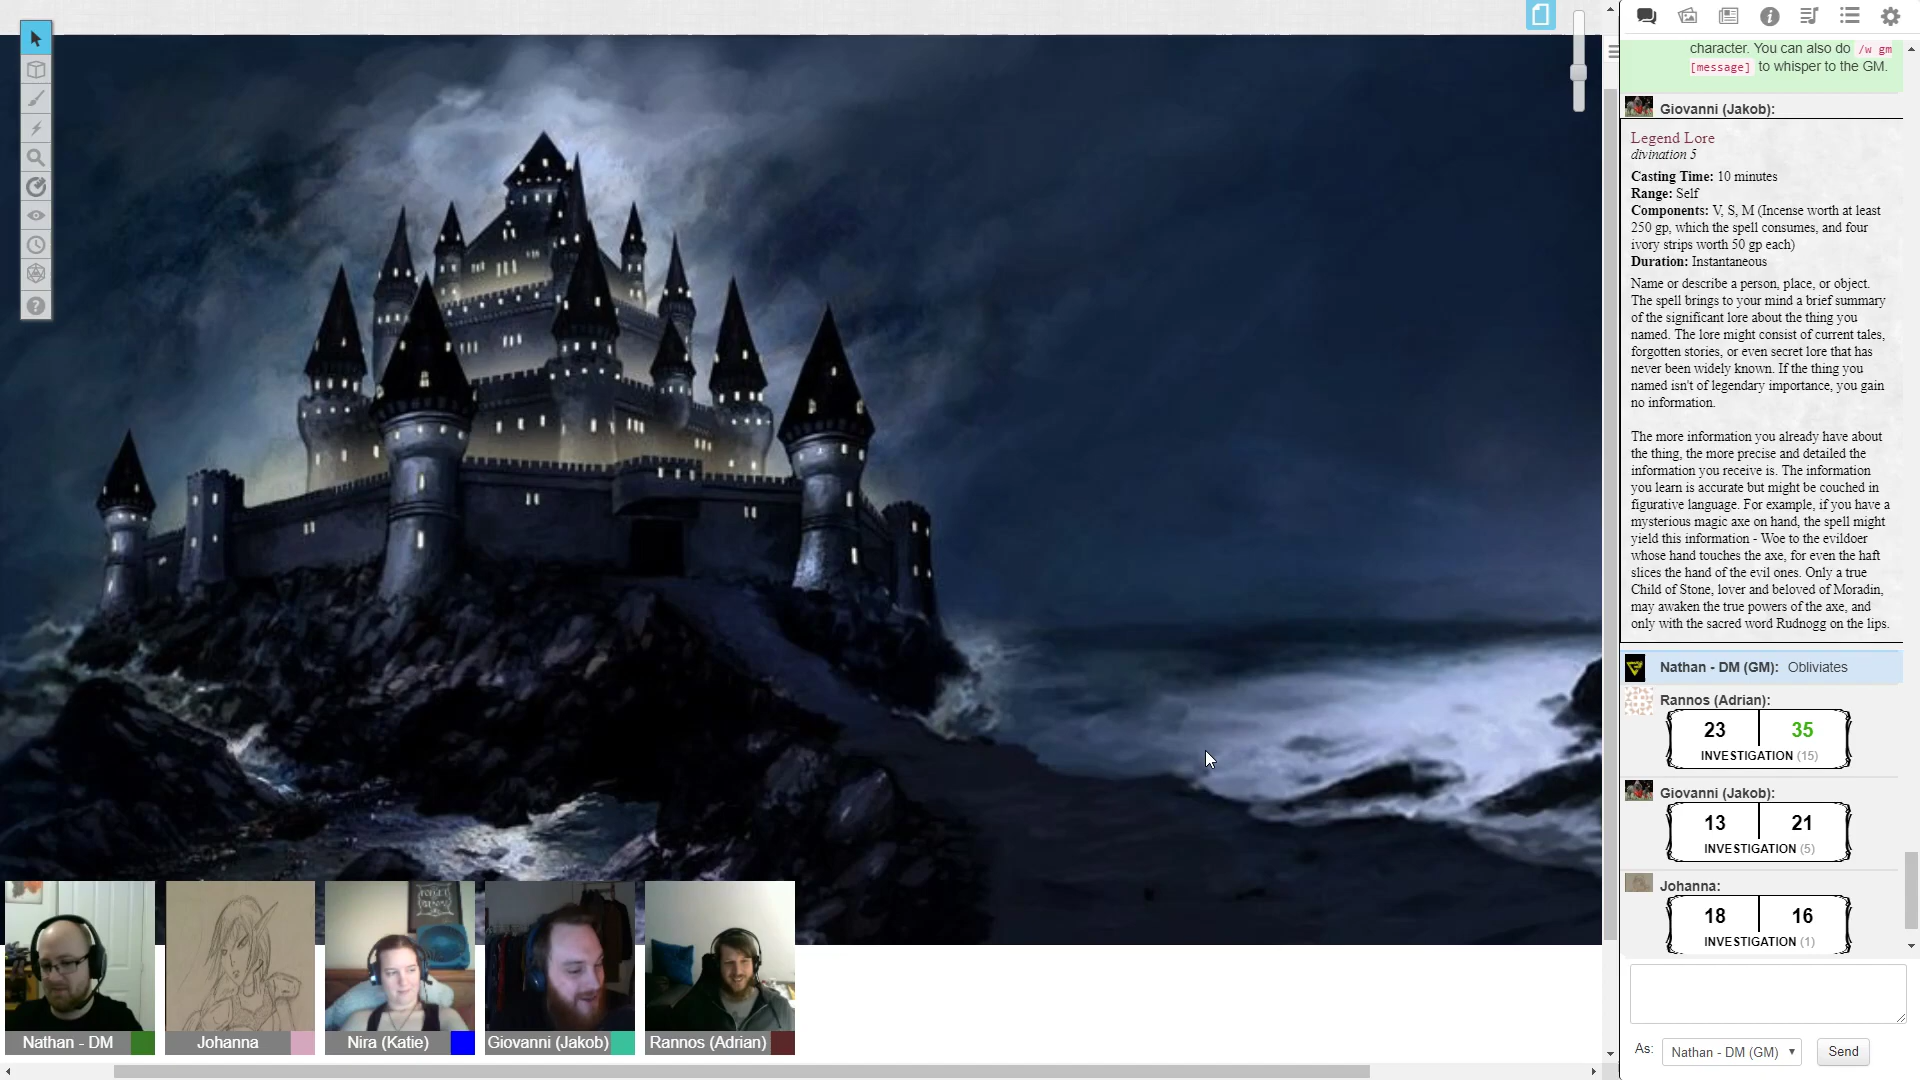 character. You can also do /w gm
[message] to whisper to the GM.
Giovanni (Jakob):
Legend Lore
divination 5
Casting Time: 10 minutes
Range: Self
Components: V, S, M (Incense worth at least
250 gp, which the spell consumes, and four
ivory strips worth 50 gp each)
Duration: Instantaneous
Name or describe a person, place, or object.
The spell brings to your mind a brief summary
of the significant lore about the thing you
named. The lore might consist of current tales,
forgotten stories, or even secret lore that has
never been widely known. If the thing you
named isn't of legendary importance, you gain
no information.
The more information you already have about
the thing, the more precise and detailed the
information you receive is. The information
you learn is accurate but might be couched in
figurative language. For example, if you have a
mysterious magic axe on hand, the spell might
yield this information - Woe to the evildoer
whose hand touches the axe, for even the haft
slices the hand of the evil ones. Only a true
Child of Stone, lover and beloved of Moradin,
may awaken the true powers of the axe, and
only with the sacred word Rudnogg on the lips.
Nathan - DM (GM): Obliviates
Rannos (Adrian):
23 35
INVESTIGATION (15)
Giovanni (Jakob):
13 21
INVESTIGATION (5)
Johanna:
18 16
INVESTIGATION (1)
As: Nathan - DM (GM) Send
Nathan - DM
Johanna
Nira (Katie)
Giovanni (Jakob)
Rannos (Adrian)